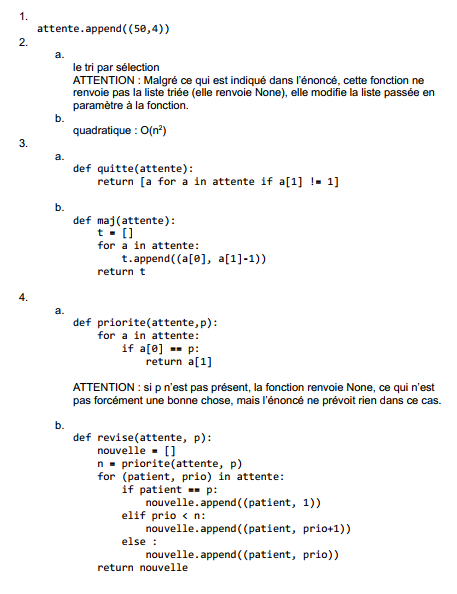 1.
attente.append((50,4))
2.
a.
le tri par sélection
ATTENTION : Malgré ce qui est indiqué dans l'énoncé, cette fonction ne
renvoie pas la liste triée (elle renvoie None), elle modifie la liste passée en
paramètre à la fonction.
b.
quadratique : O(n²)
3.
a.
def quitte(attente):
    return [a for a in attente if a[1] != 1]
b.
def maj(attente):
    t = []
    for a in attente:
        t.append((a[0], a[1]-1))
    return t
4.
a.
def priorite(attente,p):
    for a in attente:
        if a[0] == p:
            return a[1]
ATTENTION : si p n'est pas présent, la fonction renvoie None, ce qui n'est
pas forcément une bonne chose, mais l'énoncé ne prévoit rien dans ce cas.
b.
def revise(attente, p):
    nouvelle = []
    n = priorite(attente, p)
    for (patient, prio) in attente:
        if patient == p:
            nouvelle.append((patient, 1))
        elif prio < n:
            nouvelle.append((patient, prio+1))
        else :
            nouvelle.append((patient, prio))
    return nouvelle